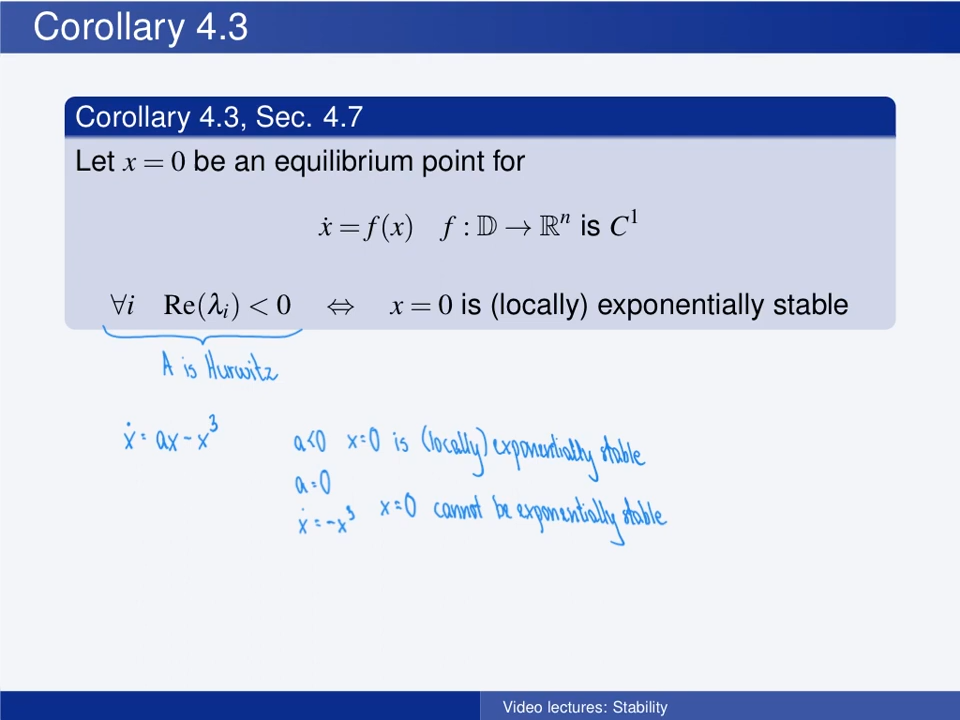 Corollary 4.3
Corollary 4.3, Sec. 4.7
Let x = 0 be an equilibrium point for
ẋ = f(x) f : 𝔻 → ℝⁿ is C¹
∀i Re(λᵢ) < 0 ⇔ x = 0 is (locally) exponentially stable
A is Hurwitz
ẋ = ax - x³ a<0 x=0 is (locally) exponentially stable
a=0
ẋ = -x³ x=0 cannot be exponentially stable
Video lectures: Stability